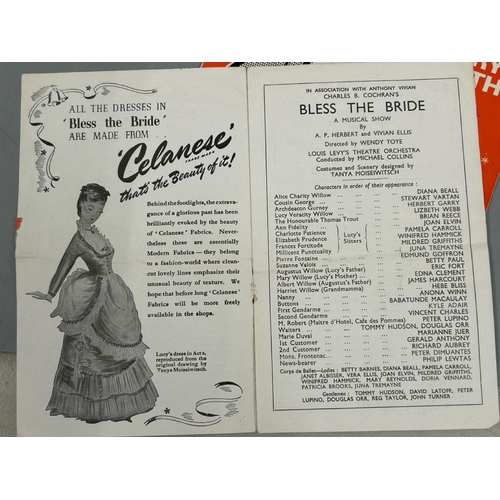 ALL THE DRESSES IN
'Bless the Bride'
ARE MADE FROM . . .
'Celanese'
TRADE MARK
that's the Beauty of it!
Behind the footlights, the extrava-
gance of a glorious past has been
brilliantly evoked by the beauty
of 'Celanese' Fabrics. Never-
theless these are essentially
Modern Fabrics — they belong
to a fashion-world where clean-
cut lovely lines emphasize their
unusual beauty of texture. We
hope that before long 'Celanese'
Fabrics will be more freely
available in the shops.
Lucy's dress in Act 2,
reproduced from the
original drawing by
Tanya Moiseiwitsch.
IN ASSOCIATION WITH ANTHONY VIVIAN
CHARLES B. COCHRAN'S
BLESS THE BRIDE
A MUSICAL SHOW
By
A. P. HERBERT and VIVIAN ELLIS
Directed by WENDY TOYE
LOUIS LEVY'S THEATRE ORCHESTRA
Conducted by MICHAEL COLLINS
Costumes and Scenery designed by
TANYA MOISEIWITSCH
Characters in order of their appearance :
Alice Charity Willow ... DIANA BEALL
Cousin George ... STEWART VARTAN
Archdeacon Gurney ... HERBERT GARRY
Lucy Veracity Willow ... LIZBETH WEBB
The Honourable Thomas Trout ... BRIAN REECE
Ann Fidelity ... JOAN ELVIN
Charlotte Patience ... PAMELA CARROLL
Elizabeth Prudence Lucy's Sisters ... WINIFRED HAMMICK
Frances Fortitude ... MILDRED GRIFFITHS
Millicent Punctuality ... JUNA TREMAYNE
Pierre Fontaine ... EDMUND GOFFRON
Suzanne Valois ... BETTY PAUL
Augustus Willow (Lucy's Father) ... ERIC FORT
Mary Willow (Lucy's Mother) ... EDNA CLEMENT
Albert Willow (Augustus' Father) ... JAMES HARCOURT
Harriet Willow (Grandmamma) ... HEBE BLISS
Nanny ... ANONA WINN
Buttons ... BABATUNDE MACAULAY
First Gendarme ... KYLE ADAIR
Second Gendarme ... VINCENT CHARLES
M. Robert (Maitre d'Hotel, Cafe des Pommes) PETER LUPINO
Waiters ... TOMMY HUDSON, DOUGLAS ORR
Marie Duval ... MARIANNE JUER
1st Customer ... GERALD ANTHONY
2nd Customer ... RICHARD AUBREY
Mons. Frontenac ... PETER DIMUANTES
News-bearer ... PHILIP LEWTAS
Corps de Ballet—Ladies : BETTY BARNES, DIANA BEALL, PAMELA CARROLL,
JANET ALBISSER, VERA ELLIS, JOAN ELVIN, MILDRED GRIFFITHS,
WINIFRED HAMMICK, MARY REYNOLDS, DORIA VENNARD,
PATRICIA BROOKS, JUNA TREMAYNE
Gentlemen : TOMMY HUDSON, DAVID LATOFF, PETER
LUPINO, DOUGLAS ORR, REG TAYLOR, JOHN TURNER